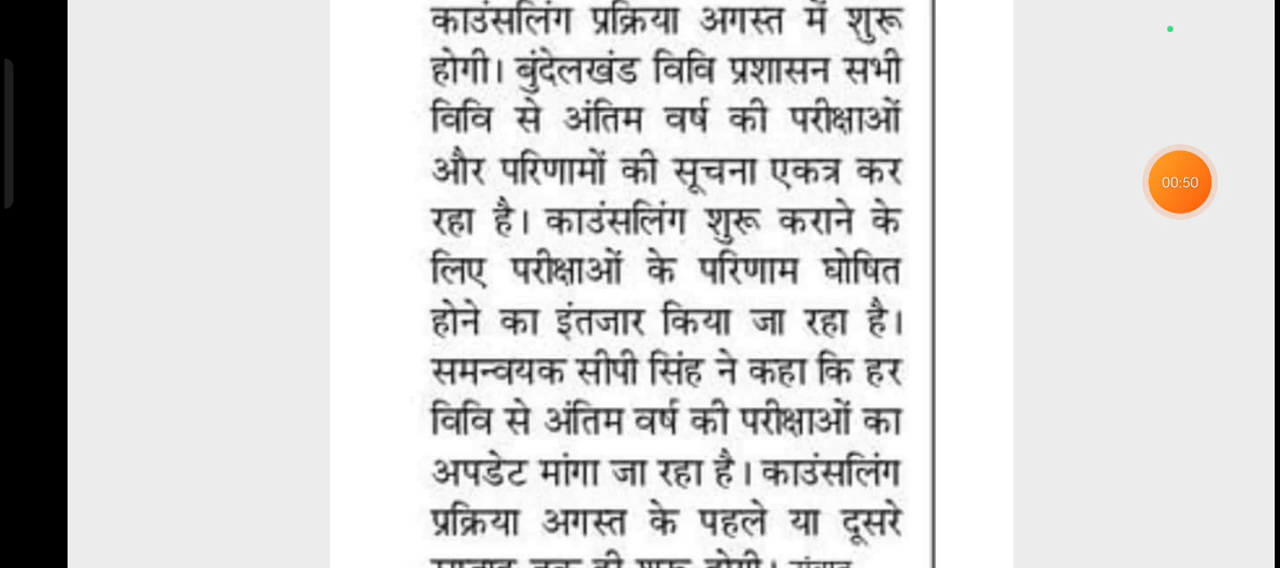 काउंसलिंग प्रक्रिया अगस्त में शुरू
होगी। बुंदेलखंड विवि प्रशासन सभी
विवि से अंतिम वर्ष की परीक्षाओं
और परिणामों की सूचना एकत्र कर
रहा है। काउंसलिंग शुरू कराने के
लिए परीक्षाओं के परिणाम घोषित
होने का इंतजार किया जा रहा है।
समन्वयक सीपी सिंह ने कहा कि हर
विवि से अंतिम वर्ष की परीक्षाओं का
अपडेट मांगा जा रहा है। काउंसलिंग
प्रक्रिया अगस्त के पहले या दूसरे
00:50